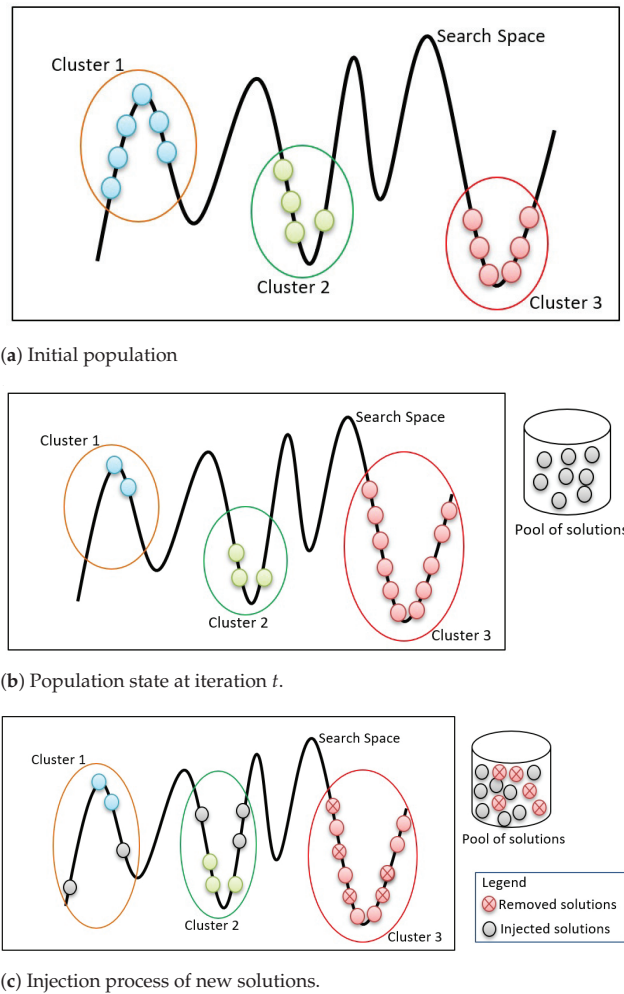 Search Space
Cluster 1
Cluster 2
Cluster 3
(a) Initial population
Search Space
Cluster 1
Cluster 2
Cluster 3
Pool of solutions
(b) Population state at iteration t.
Search Space
Cluster 1
Cluster 2
Cluster 3
Pool of solutions
Legend
Removed solutions
Injected solutions
(c) Injection process of new solutions.